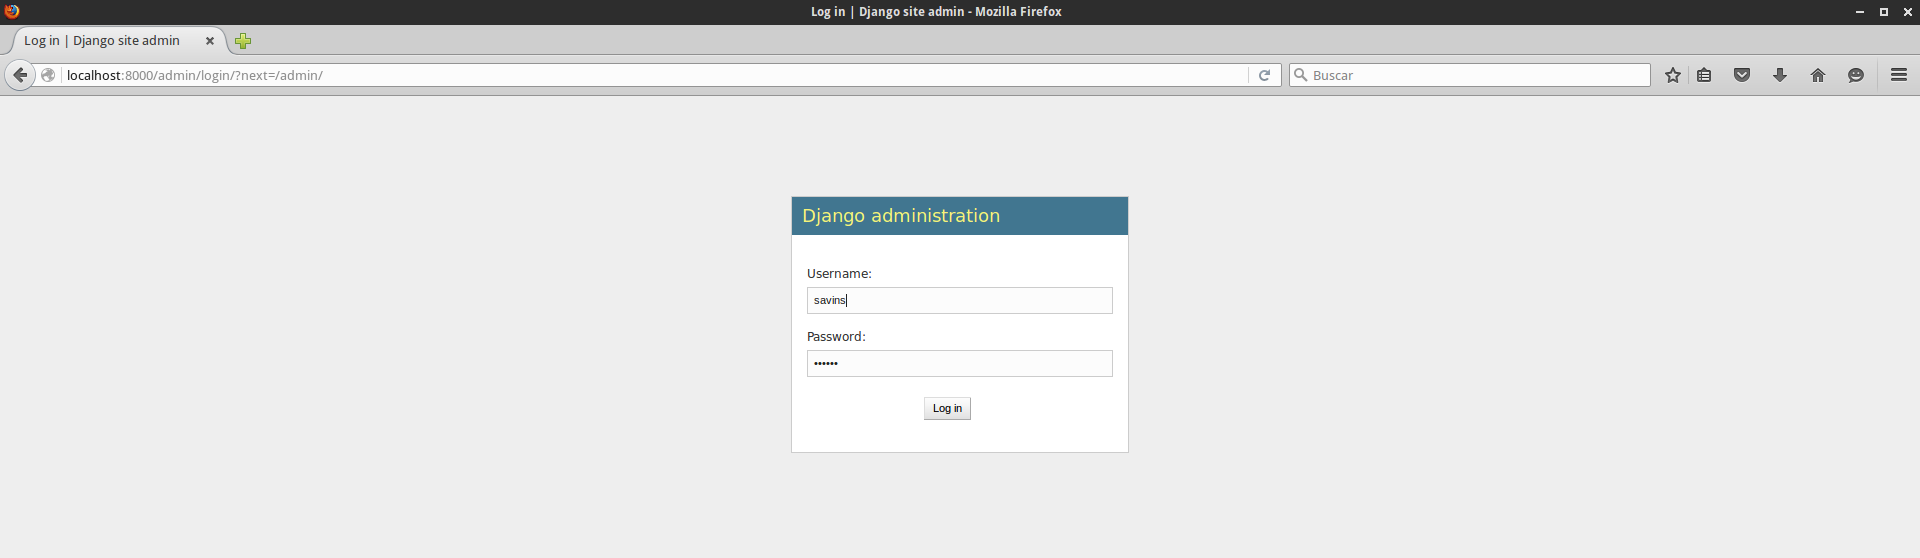 Log in | Django site admin - Mozilla Firefox
Log in | Django site admin
localhost:8000/admin/login/?next=/admin/
Buscar
Django administration
Username:
savins
Password:
••••••
Log in